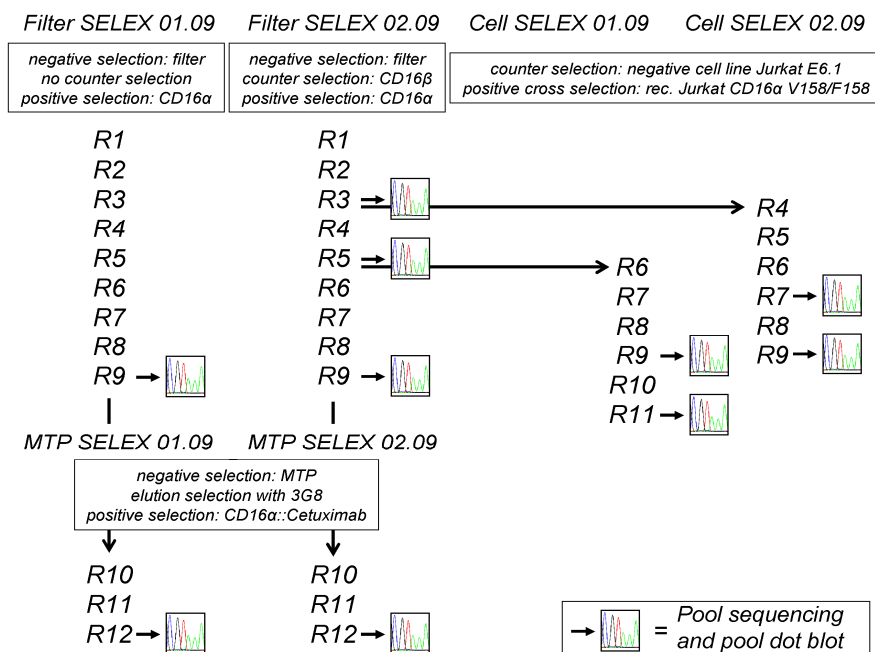 Filter SELEX 01.09
negative selection: filter
no counter selection
positive selection: CD16α
R1
R2
R3
R4
R5
R6
R7
R8
R9
Filter SELEX 02.09
negative selection: filter
counter selection: CD16β
positive selection: CD16α
R1
R2
R3
R4
R5
R6
R7
R8
R9
Cell SELEX 01.09
Cell SELEX 02.09
counter selection: negative cell line Jurkat E6.1
positive cross selection: rec. Jurkat CD16α V158/F158
R6
R7
R8
R9
R10
R11
R4
R5
R6
R7
R8
R9
MTP SELEX 01.09
MTP SELEX 02.09
negative selection: MTP
elution selection with 3G8
positive selection: CD16α::Cetuximab
R10
R11
R12
R10
R11
R12
= Pool sequencing
and pool dot blot